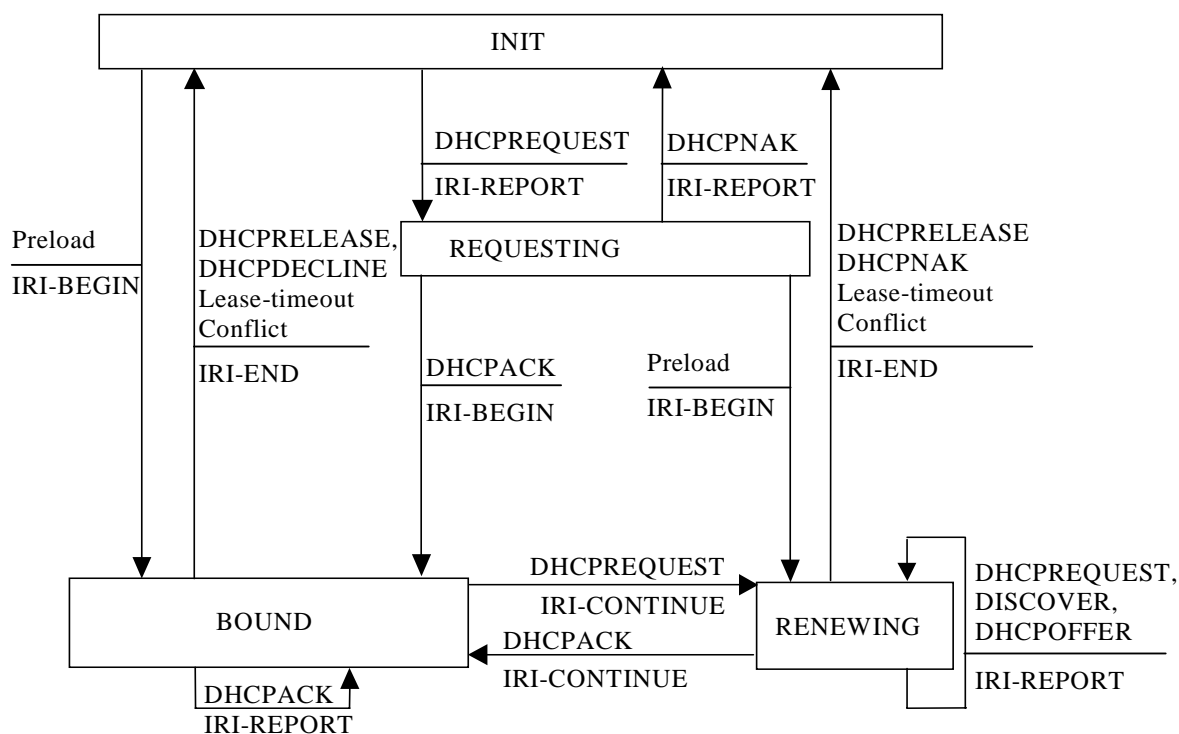 INIT
DHCPREQUEST
IRI-REPORT
DHCPNAK
IRI-REPORT
Preload
IRI-BEGIN
DHCPRELEASE,
DHCPDECLINE
Lease-timeout
Conflict
IRI-END
REQUESTING
DHCPRELEASE
DHCPNAK
Lease-timeout
Conflict
IRI-END
DHCPACK
IRI-BEGIN
Preload
IRI-BEGIN
BOUND
DHCPREQUEST
IRI-CONTINUE
DHCPACK
IRI-CONTINUE
RENEWING
DHCPREQUEST,
DISCOVER,
DHCPOFFER
IRI-REPORT
DHCPACK
IRI-REPORT